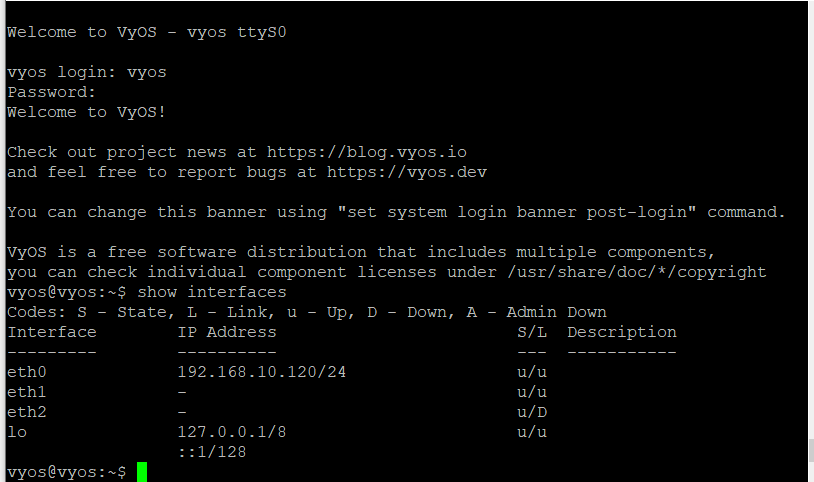 Welcome to VyOS - vyos ttyS0
vyos login: vyos
Password:
Welcome to VyOS!
Check out project news at https://blog.vyos.io
and feel free to report bugs at https://vyos.dev
You can change this banner using "set system login banner post-login" command.
VyOS is a free software distribution that includes multiple components,
you can check individual component licenses under /usr/share/doc/*/copyright
vyos@vyos:~$ show interfaces
Codes: S - State, L - Link, u - Up, D - Down, A - Admin Down
Interface        IP Address                        S/L  Description
---------        ----------                        ---  -----------
eth0             192.168.10.120/24                 u/u
eth1             -                                 u/u
eth2             -                                 u/D
lo               127.0.0.1/8                       u/u
                 ::1/128
vyos@vyos:~$